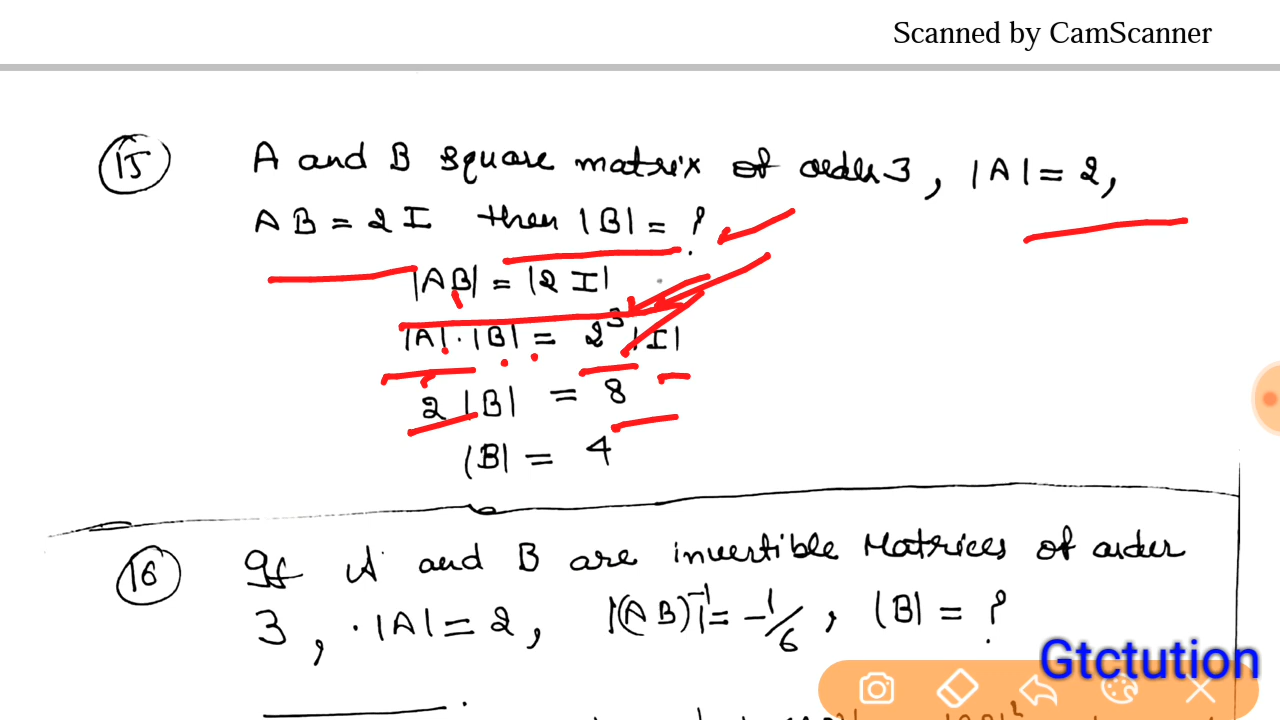 Scanned by CamScanner
15 A and B square matrix of order 3, |A| = 2,
AB = 2I then |B| = ?
|AB| = |2 I|
|A| · |B| = 2³ |I|
2 |B| = 8
|B| = 4
16 If A and B are invertible Matrices of order
3, · |A| = 2, |(AB)⁻¹| = -1/6, |B| = ?
Gtctution